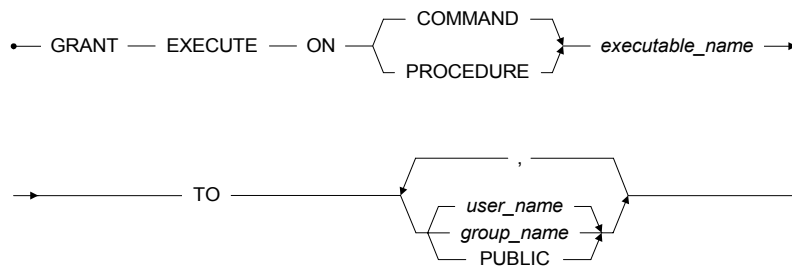 COMMAND
GRANT EXECUTE ON executable_name
PROCEDURE
,
TO
user_name
group_name
PUBLIC